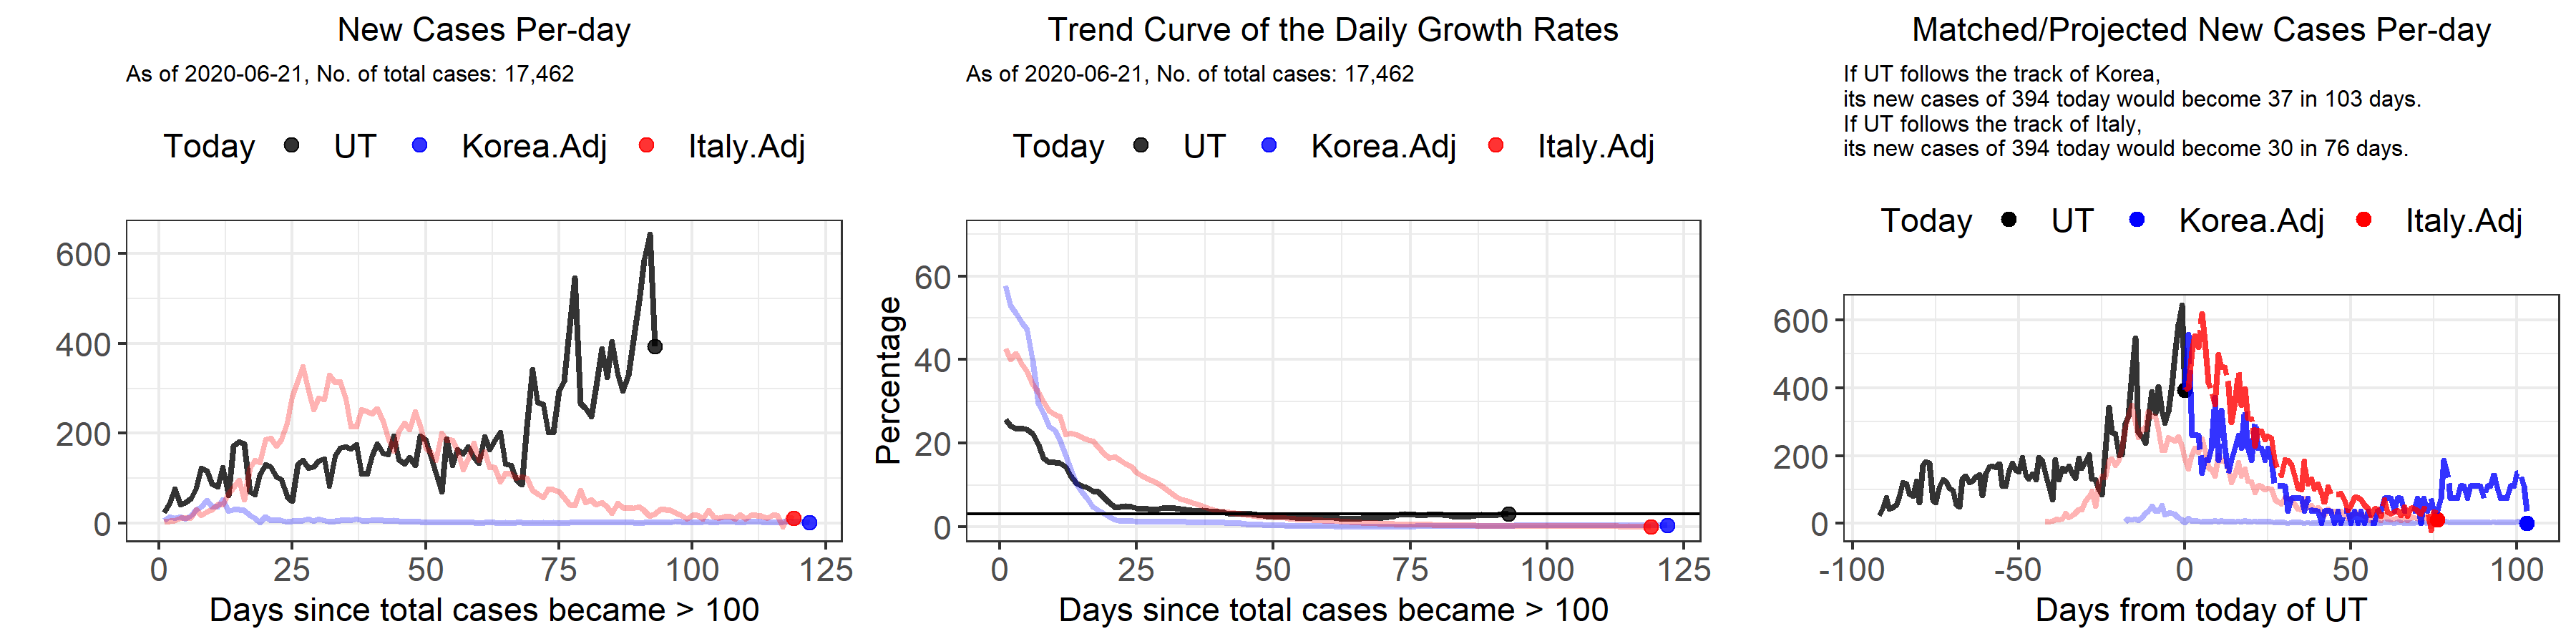 New Cases Per-day
As of 2020-06-21, No. of total cases: 17,462
Today UT Korea.Adj Italy.Adj
600
400
200
0
0 25 50 75 100 125
Days since total cases became > 100
Trend Curve of the Daily Growth Rates
As of 2020-06-21, No. of total cases: 17,462
Today UT Korea.Adj Italy.Adj
Percentage
60
40
20
0
0 25 50 75 100 125
Days since total cases became > 100
Matched/Projected New Cases Per-day
If UT follows the track of Korea,
its new cases of 394 today would become 37 in 103 days.
If UT follows the track of Italy,
its new cases of 394 today would become 30 in 76 days.
Today UT Korea.Adj Italy.Adj
600
400
200
0
-100 -50 0 50 100
Days from today of UT